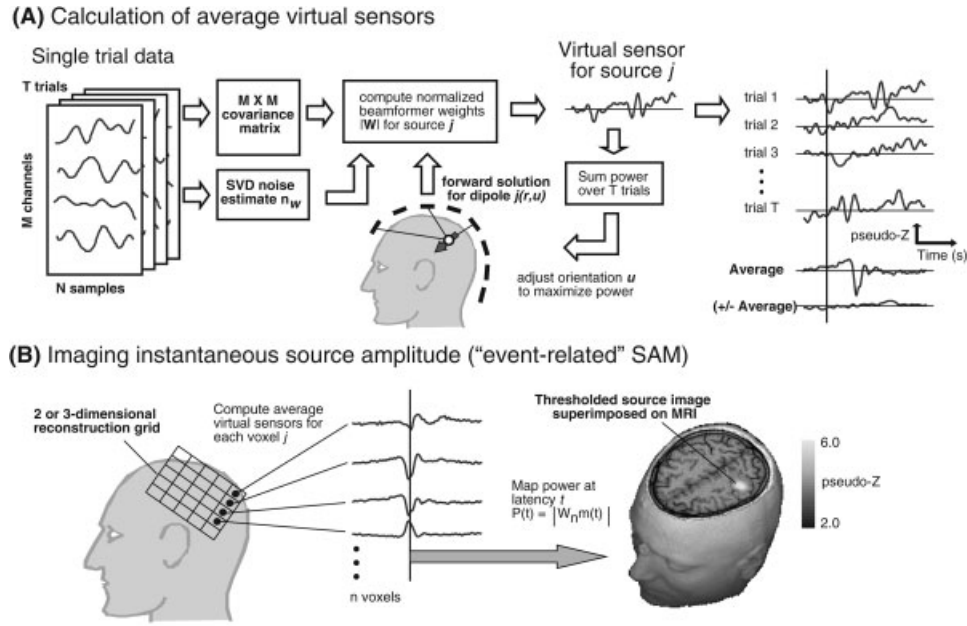 (A) Calculation of average virtual sensors
Single trial data
T trials
M channels
N samples
M X M
covariance
matrix
SVD noise
estimate nw
compute normalized
beamformer weights
|W| for source j
forward solution
for dipole j(r,u)
Virtual sensor
for source j
Sum power
over T trials
adjust orientation u
to maximize power
trial 1
trial 2
trial 3
trial T
pseudo-Z
Time (s)
Average
(+/- Average)
(B) Imaging instantaneous source amplitude (“event-related” SAM)
2 or 3-dimensional
reconstruction grid
Compute average
virtual sensors for
each voxel j
n voxels
Map power at
latency t
P(t) = |Wnm(t)|
Thresholded source image
superimposed on MRI
6.0
pseudo-Z
2.0